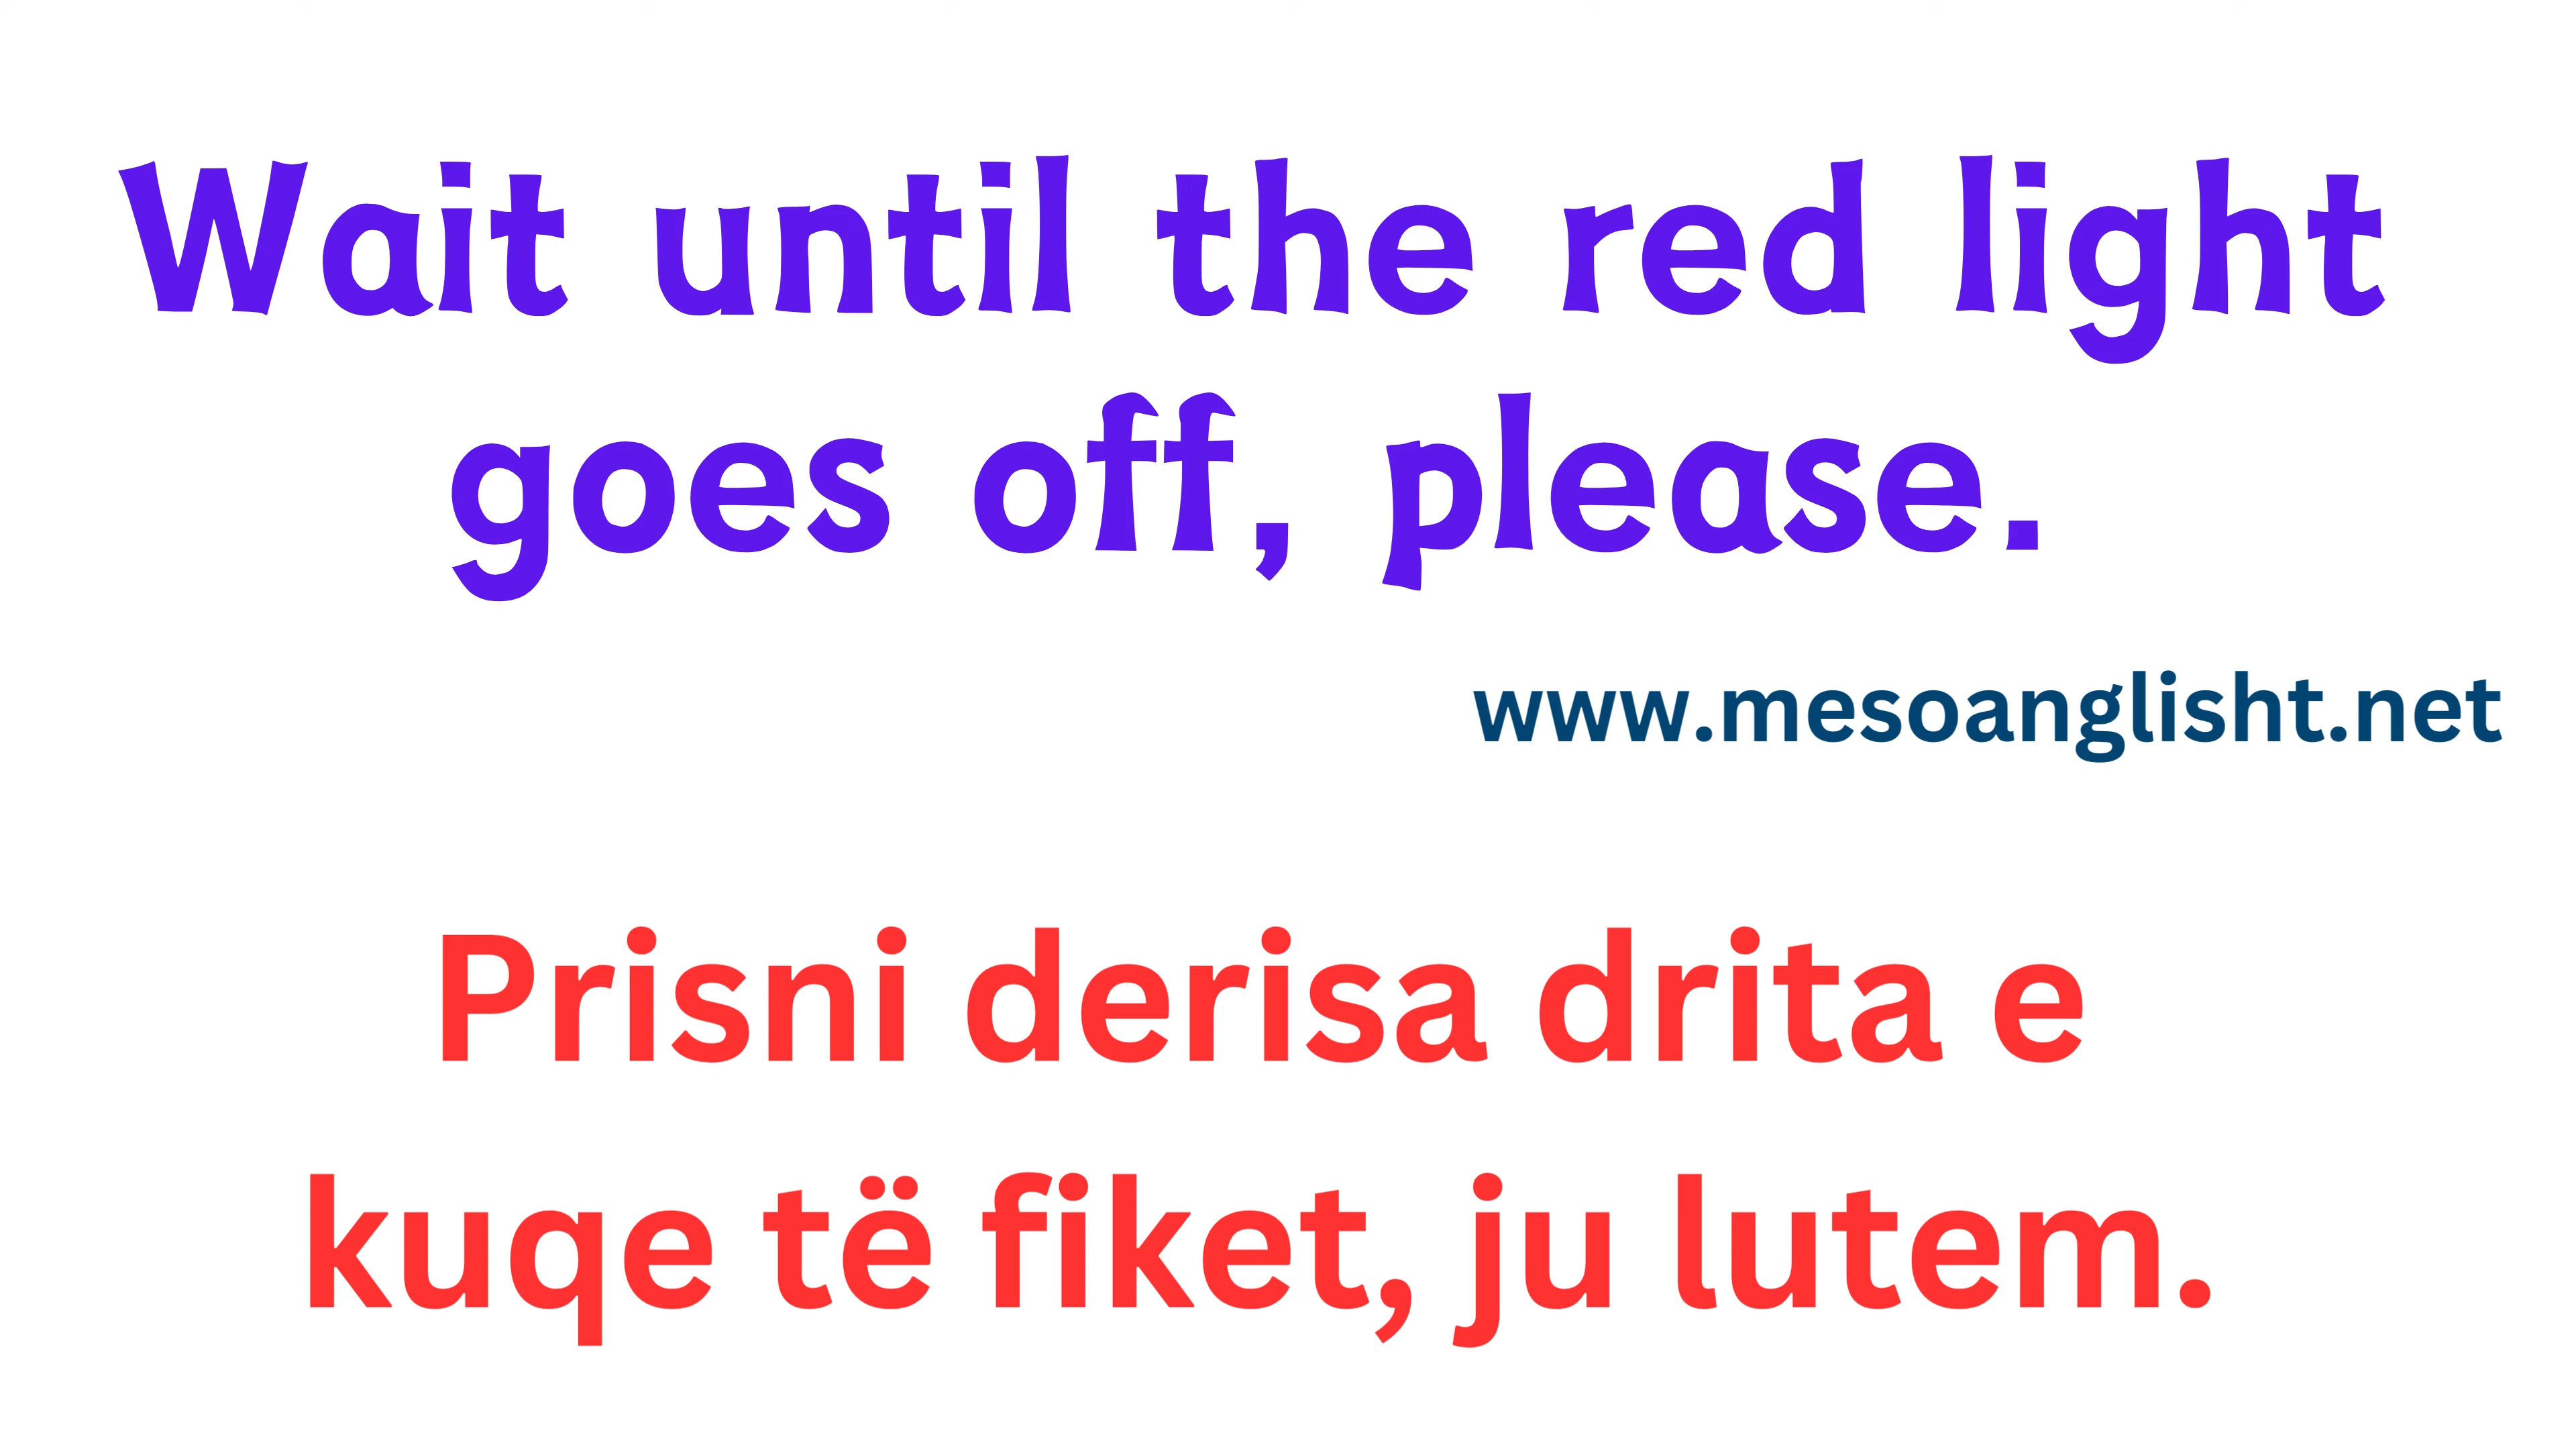 Wait until the red light
goes off, please.
www.mesoanglisht.net
Prisni derisa drita e
kuqe të fiket, ju lutem.